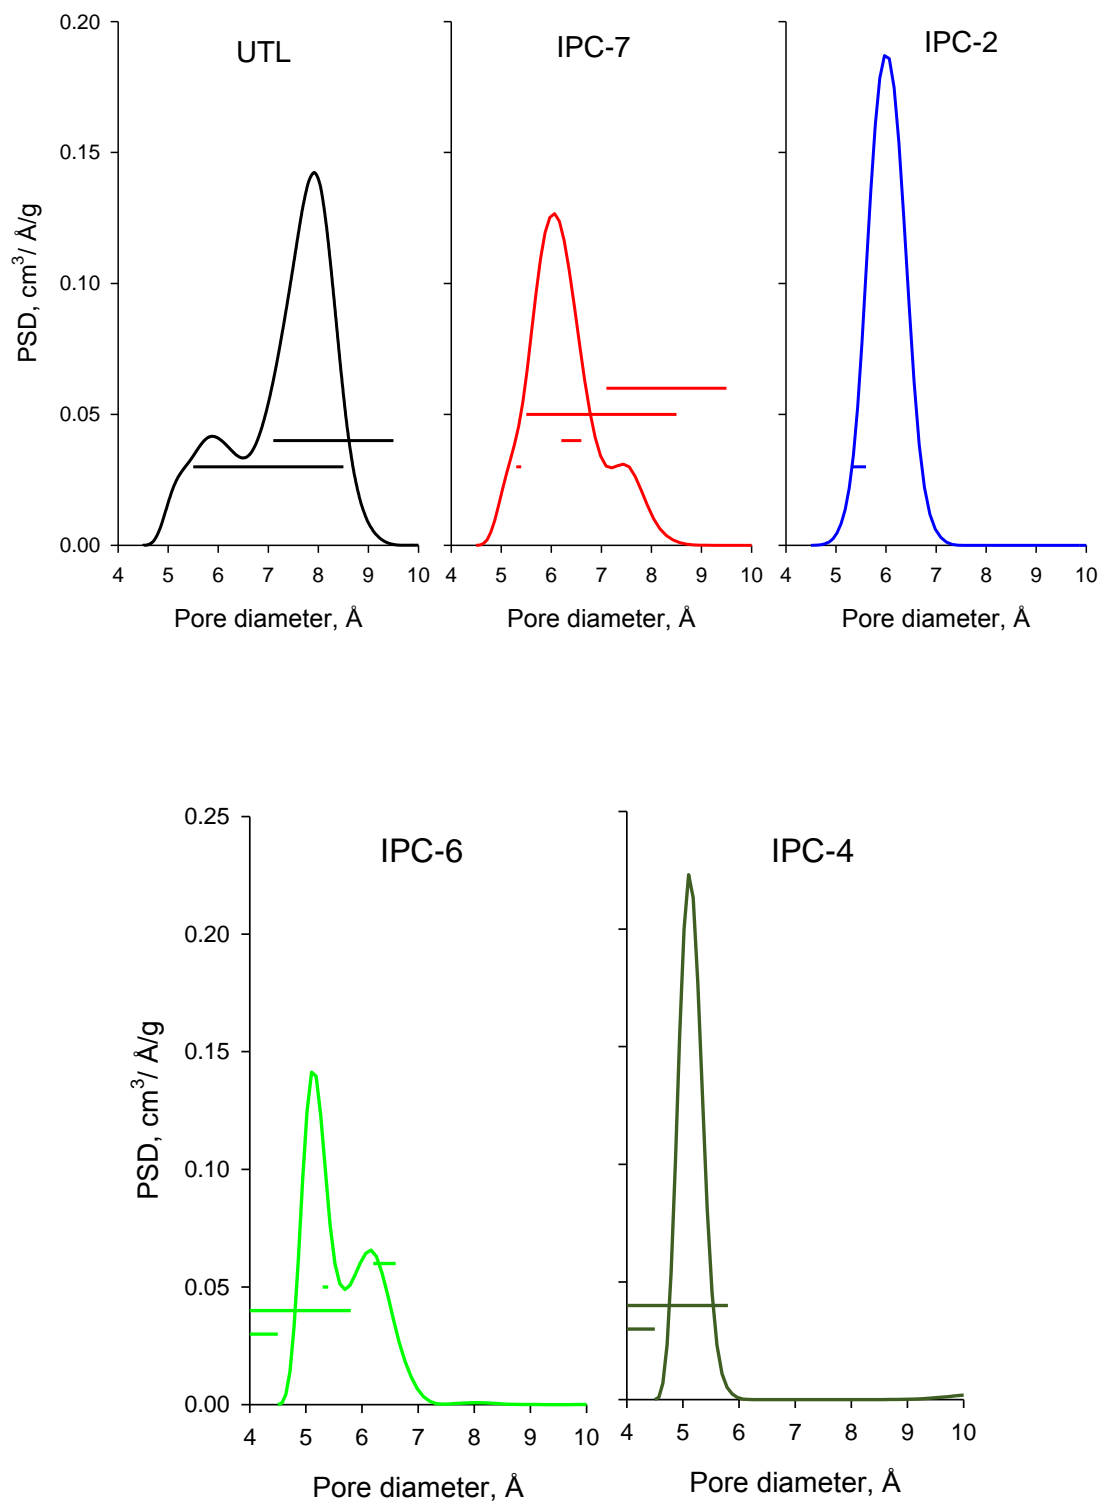 UTL
IPC-7
IPC-2
0.20
0.15
0.10
0.05
0.00
PSD, cm³/ Å/g
4 5 6 7 8 9 10
4 5 6 7 8 9 10
4 5 6 7 8 9 10
Pore diameter, Å
Pore diameter, Å
Pore diameter, Å
IPC-6
IPC-4
0.25
0.20
0.15
0.10
0.05
0.00
PSD, cm³/ Å/g
4 5 6 7 8 9 10
4 5 6 7 8 9 10
Pore diameter, Å
Pore diameter, Å